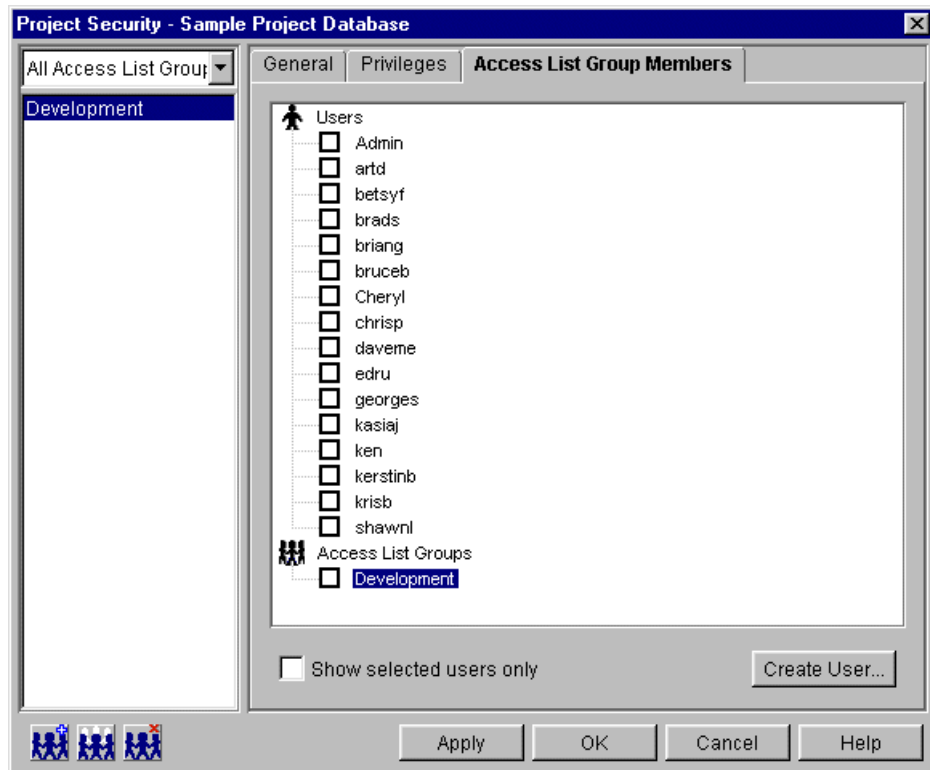 Project Security - Sample Project Database
All Access List Group
Development
General
Privileges
Access List Group Members
Users
Admin
artd
betsyf
brads
briang
bruceb
Cheryl
chrisp
daveme
edru
georges
kasiaj
ken
kerstinb
krisb
shawnl
Access List Groups
Development
Show selected users only
Create User...
Apply
OK
Cancel
Help